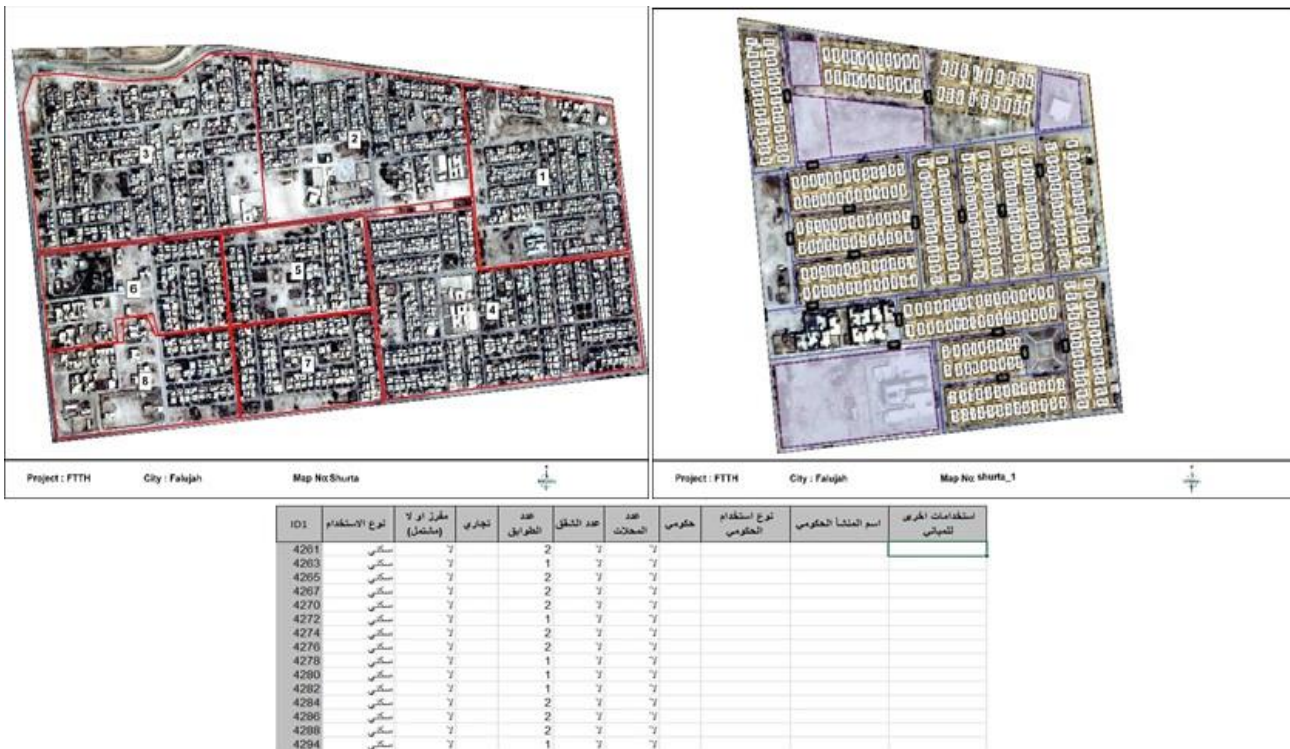 2
3
1
5
6
4
7
8
Project : FTTH City : Falujah Map No: Shurta
Project : FTTH City : Falujah Map No: shurta_1
ID1 نوع الاستخدام مفرز او لا (مشتمل) تجاري عدد الطوابق عدد الشقق عدد المحلات حكومي نوع استخدام الحكومي اسم المنشأ الحكومي استخدامات اخرى للمباني
4261 سكني لا 2 لا لا
4263 سكني لا 1 لا لا
4265 سكني لا 2 لا لا
4267 سكني لا 2 لا لا
4270 سكني لا 2 لا لا
4272 سكني لا 1 لا لا
4274 سكني لا 2 لا لا
4276 سكني لا 2 لا لا
4278 سكني لا 1 لا لا
4280 سكني لا 1 لا لا
4282 سكني لا 1 لا لا
4284 سكني لا 2 لا لا
4286 سكني لا 2 لا لا
4288 سكني لا 2 لا لا
4294 سكني لا 1 لا لا